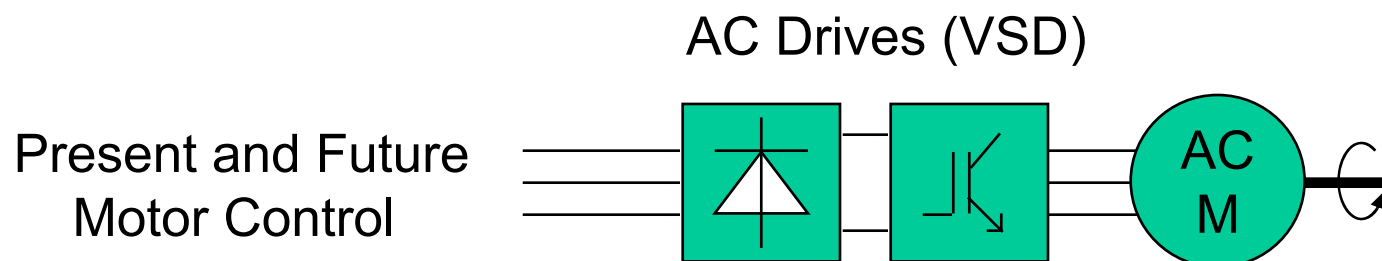 AC Drives (VSD)
Present and Future
Motor Control
AC
M